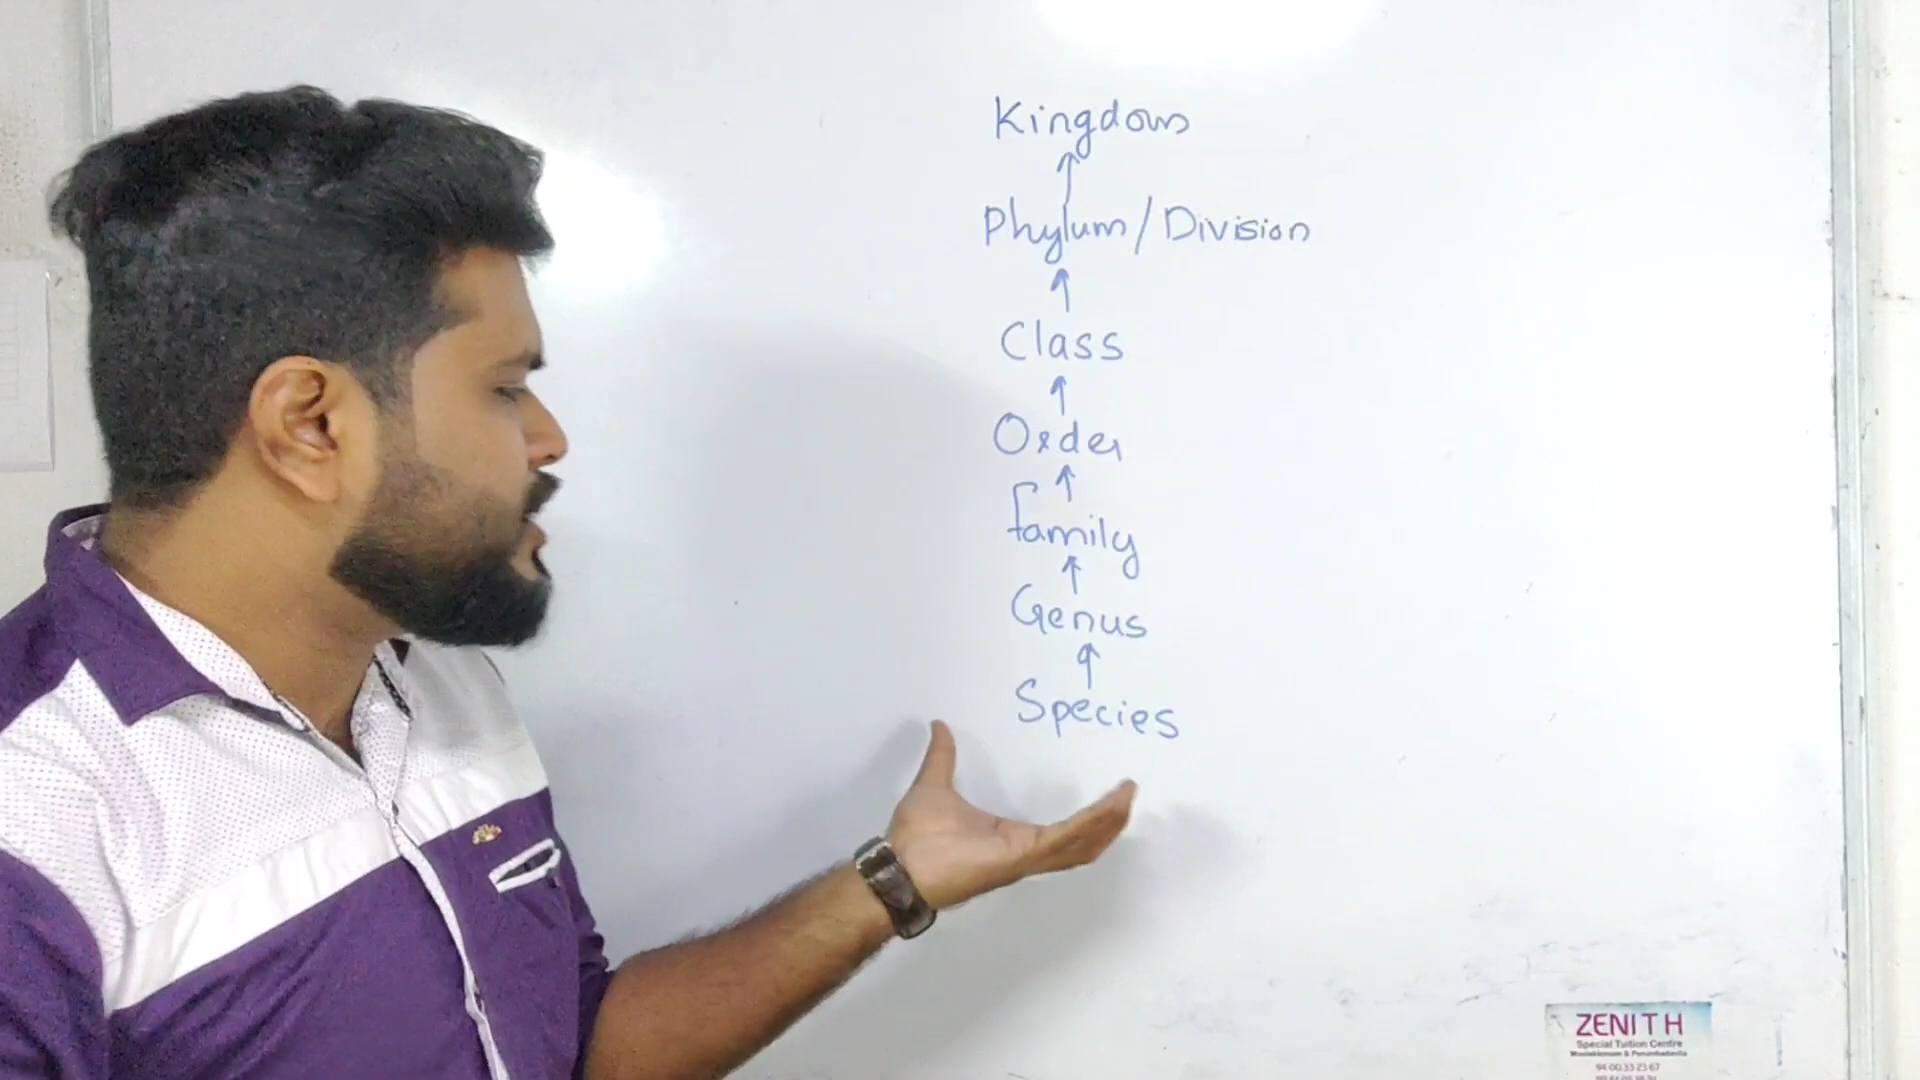 Kingdom
Phylum / Division
Class
Order
Family
Genus
Species
ZENITH
Special Tuition Centre